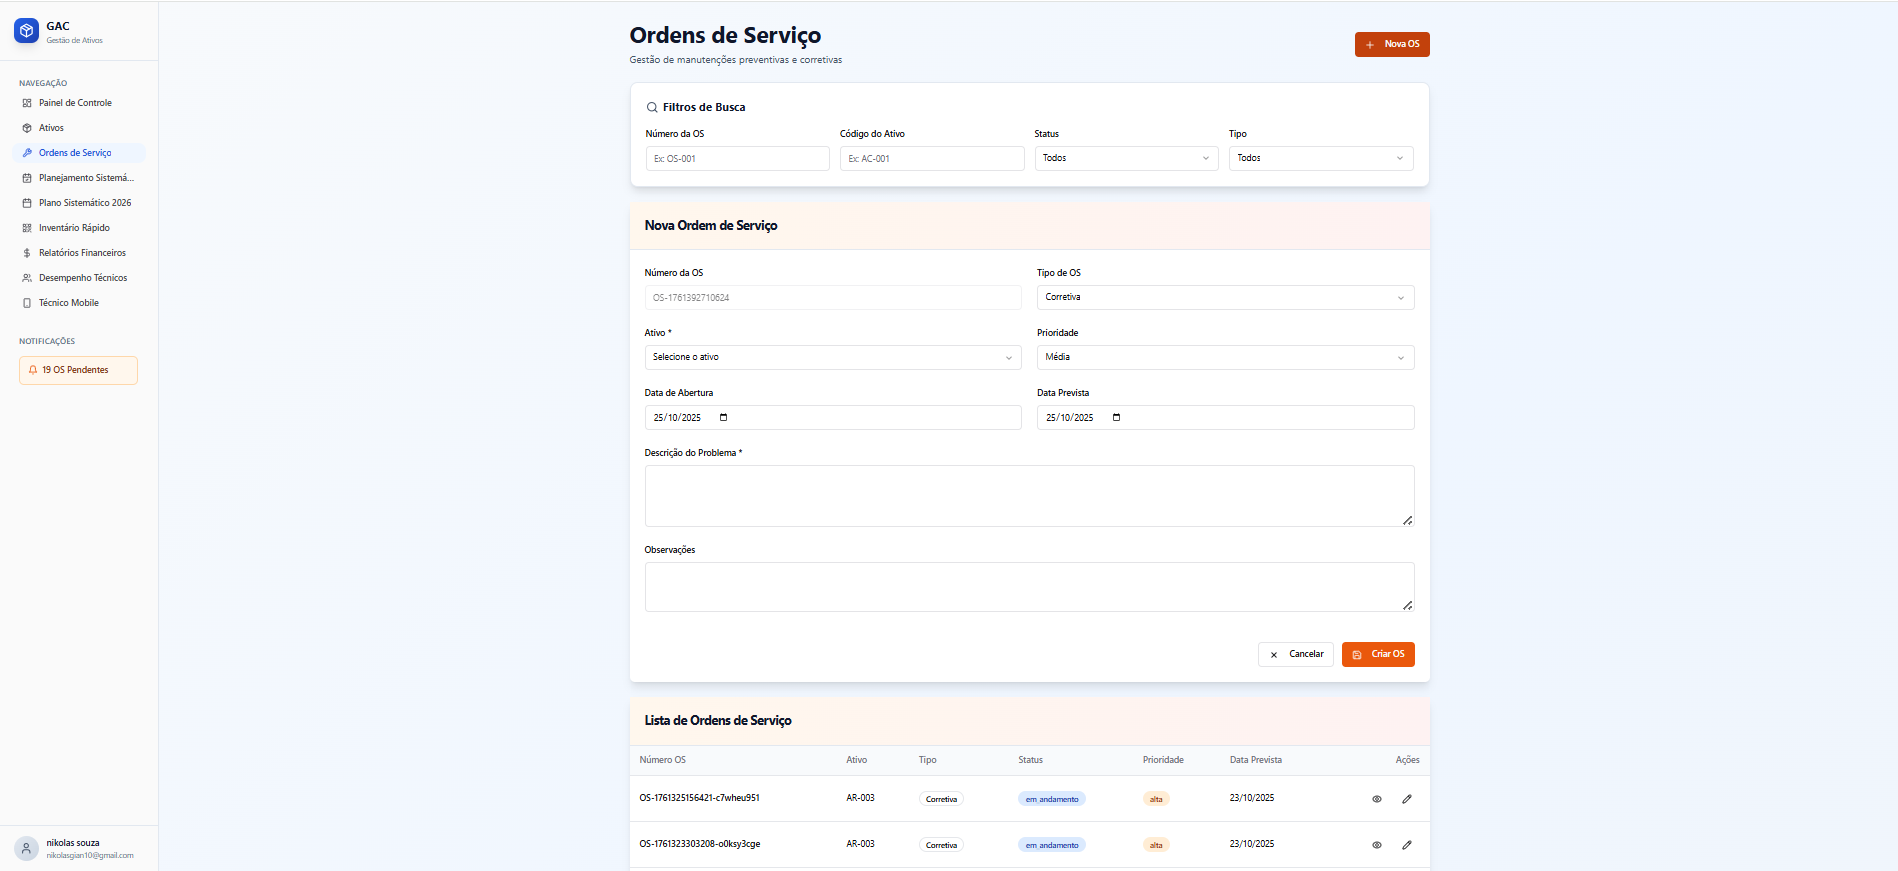 GAC
Gestão de Ativos
NAVEGAÇÃO
Painel de Controle
Ativos
Ordens de Serviço
Planejamento Sistemá...
Plano Sistemático 2026
Inventário Rápido
Relatórios Financeiros
Desempenho Técnicos
Técnico Mobile
NOTIFICAÇÕES
19 OS Pendentes
nikolas souza
nikolasgian10@gmail.com
Ordens de Serviço
Gestão de manutenções preventivas e corretivas
Nova OS
Filtros de Busca
Número da OS Código do Ativo Status Tipo
Ex: OS-001 Ex: AC-001 Todos Todos
Nova Ordem de Serviço
Número da OS Tipo de OS
OS-1761392710624 Corretiva
Ativo * Prioridade
Selecione o ativo Média
Data de Abertura Data Prevista
25/10/2025 25/10/2025
Descrição do Problema *
Observações
Cancelar Criar OS
Lista de Ordens de Serviço
Número OS Ativo Tipo Status Prioridade Data Prevista Ações
OS-1761325156421-c7wheu951 AR-003 Corretiva em_andamento alta 23/10/2025
OS-1761323303208-o0ksy3cge AR-003 Corretiva em_andamento alta 23/10/2025